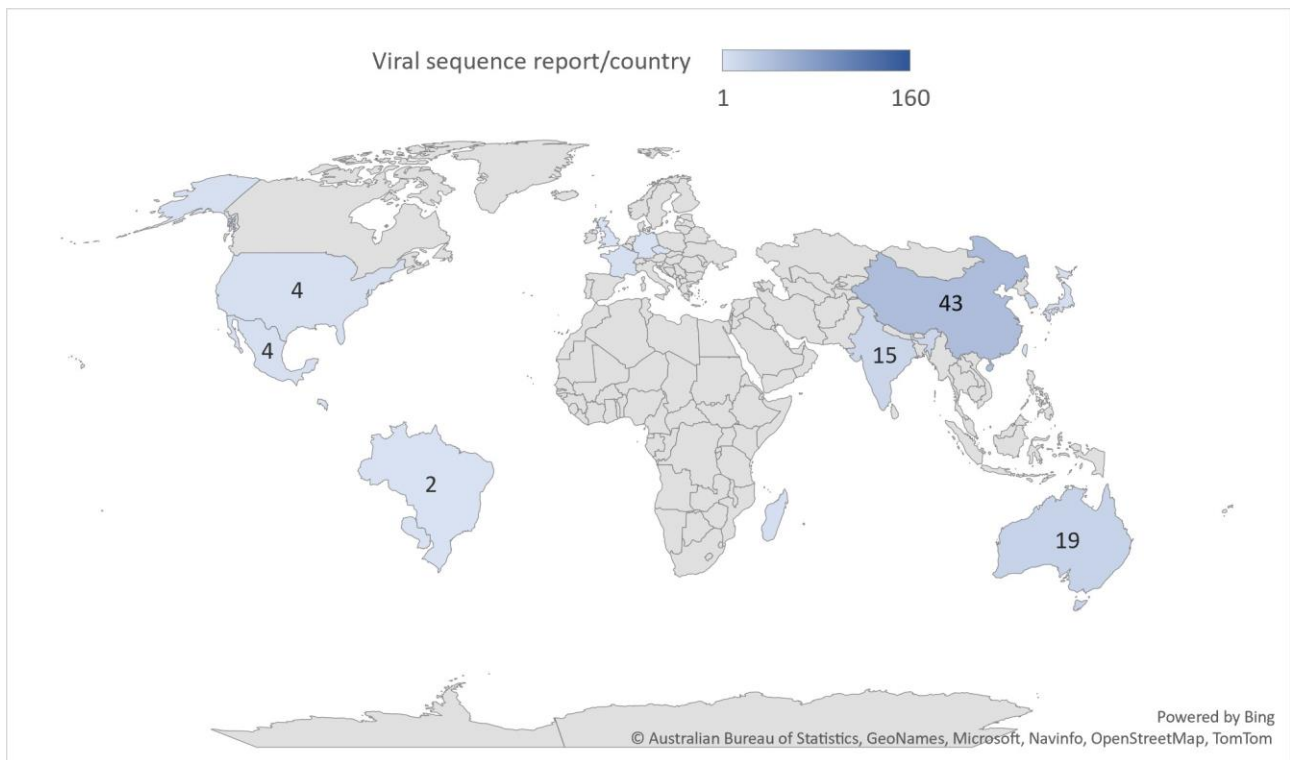 Viral sequence report/country
1 160
4
4
2
43
15
19
Powered by Bing
© Australian Bureau of Statistics, GeoNames, Microsoft, Navinfo, OpenStreetMap, TomTom